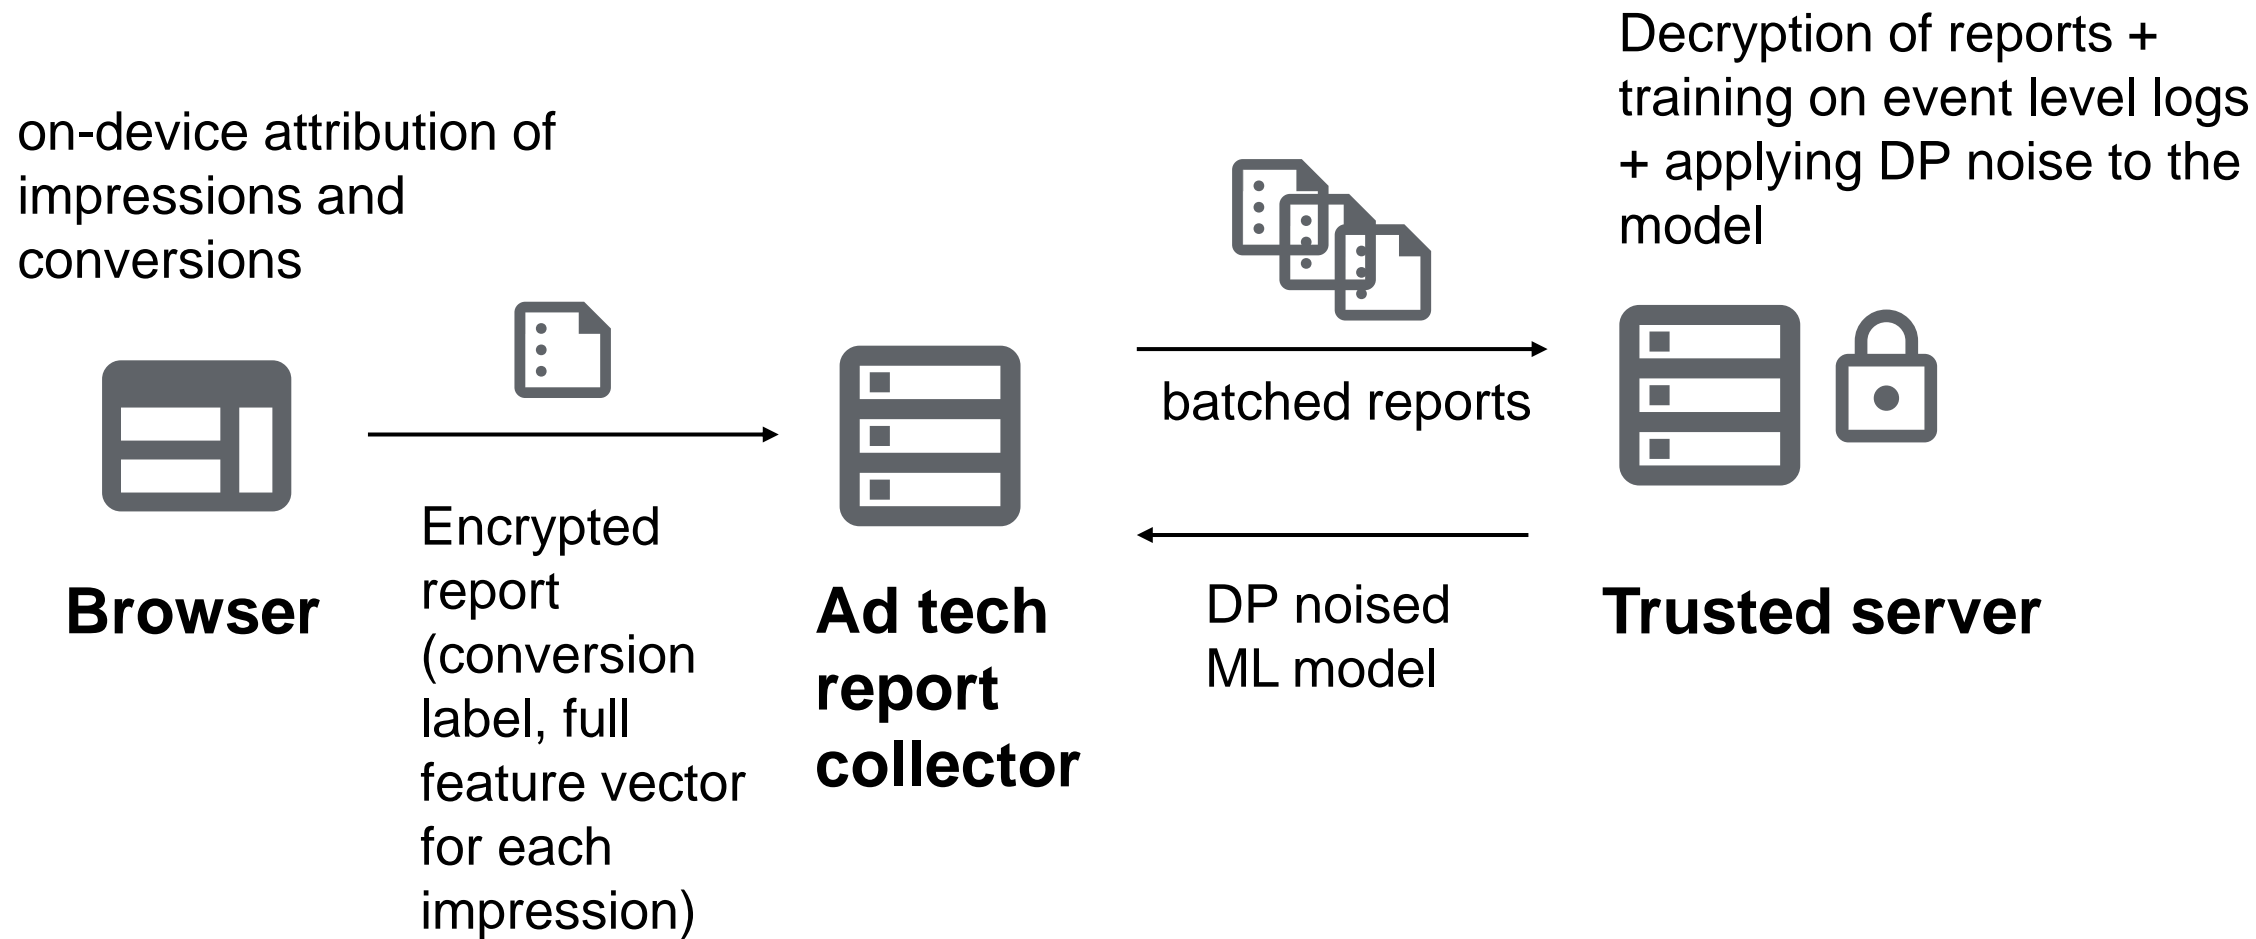 on-device attribution of
impressions and
conversions
Browser
Encrypted
report
(conversion
label, full
feature vector
for each
impression)
Ad tech
report
collector
batched reports
DP noised
ML model
Decryption of reports +
training on event level logs
+ applying DP noise to the
model
Trusted server